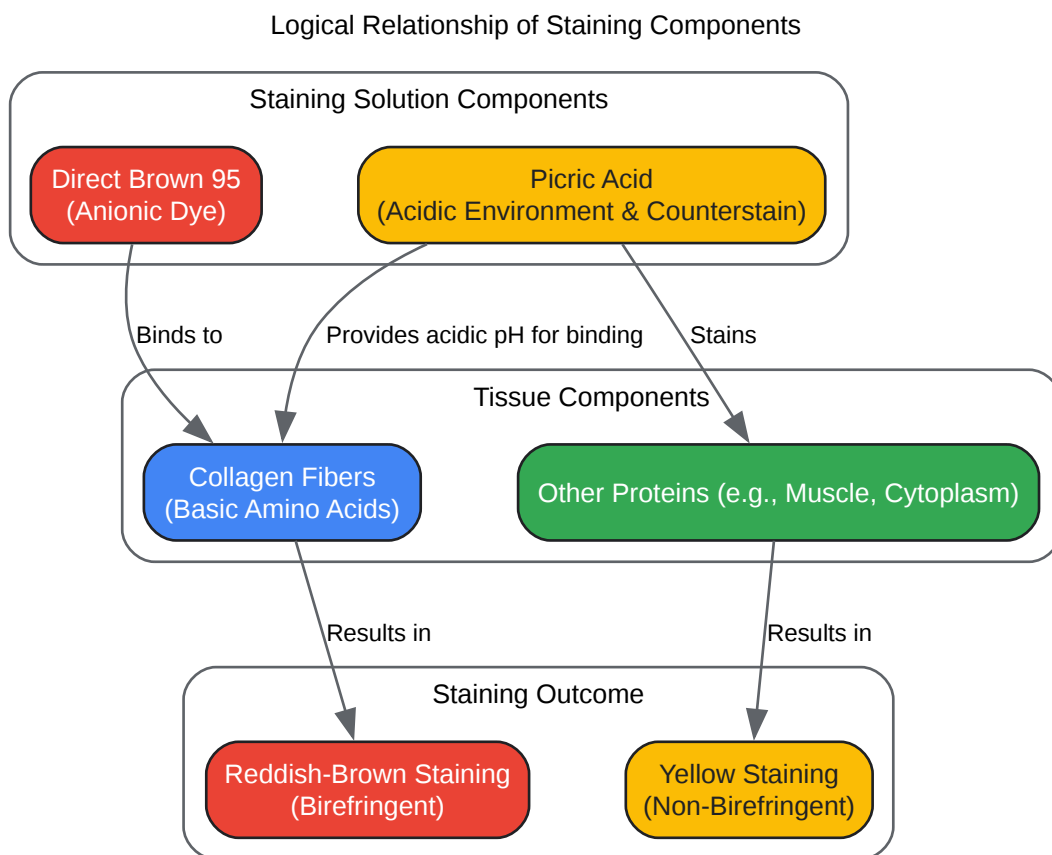 Logical Relationship of Staining Components
Staining Solution Components
Direct Brown 95
(Anionic Dye)
Picric Acid
(Acidic Environment & Counterstain)
Binds to
Provides acidic pH for binding
Stains
Tissue Components
Collagen Fibers
(Basic Amino Acids)
Other Proteins (e.g., Muscle, Cytoplasm)
Results in
Results in
Staining Outcome
Reddish-Brown Staining
(Birefringent)
Yellow Staining
(Non-Birefringent)